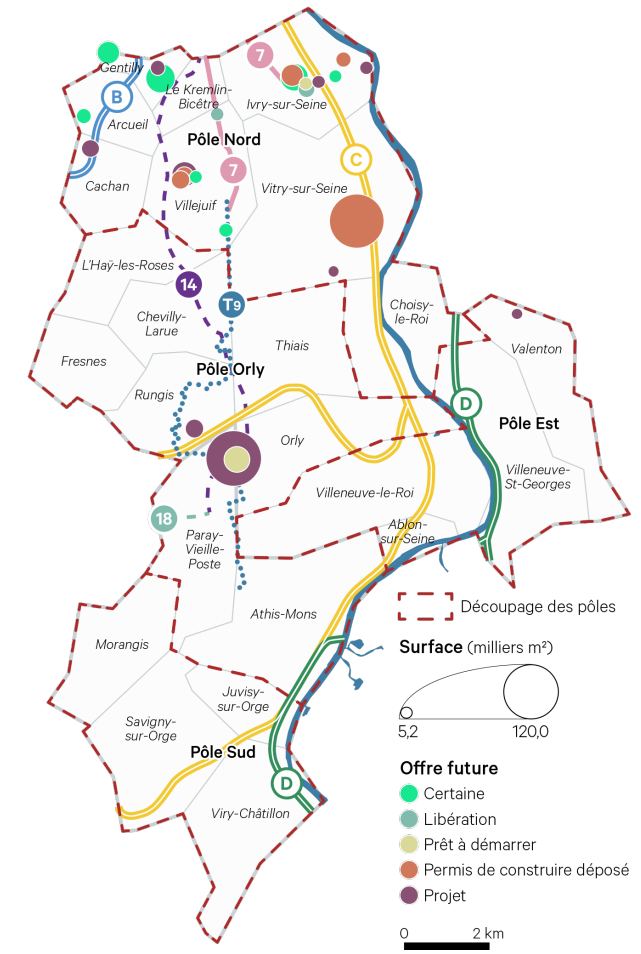 Gentilly
7
B
Le Kremlin-
Bicêtre
Ivry-sur-Seine
Arcueil
Pôle Nord
C
7
Cachan
Villejuif
Vitry-sur-Seine
L'Haÿ-les-Roses
14
T9
Choisy-
le-Roi
Chevilly-
Larue
Thiais
Valenton
Fresnes
Pôle Orly
Rungis
D
Pôle Est
Orly
Villeneuve-
St-Georges
Villeneuve-le-Roi
18
Ablon-
sur-Seine
Paray-
Vieille-
Poste
Athis-Mons
Découpage des pôles
Morangis
Surface (milliers m²)
5,2
120,0
Juvisy-
sur-Orge
Savigny-
sur-Orge
Pôle Sud
D
Viry-Châtillon
Offre future
Certaine
Libération
Prêt à démarrer
Permis de construire déposé
Projet
0
2 km